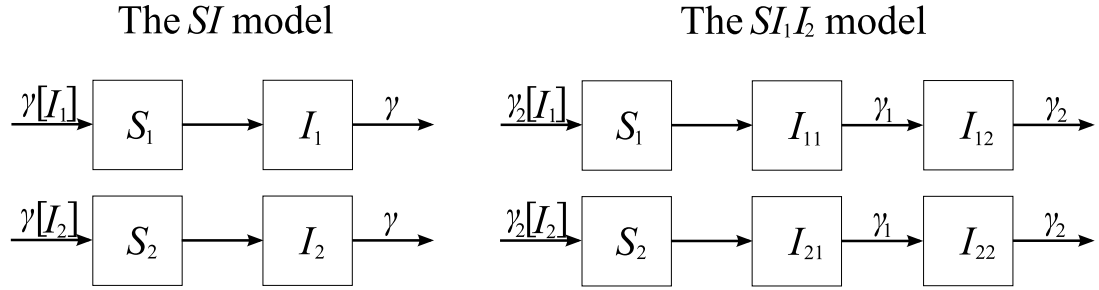 The SI model
The SI₁I₂ model
γ[I₁] S₁ I₁ γ
γ₂[I₁] S₁ I₁₁ γ₁ I₁₂ γ₂
γ[I₂] S₂ I₂ γ
γ₂[I₂] S₂ I₂₁ γ₁ I₂₂ γ₂